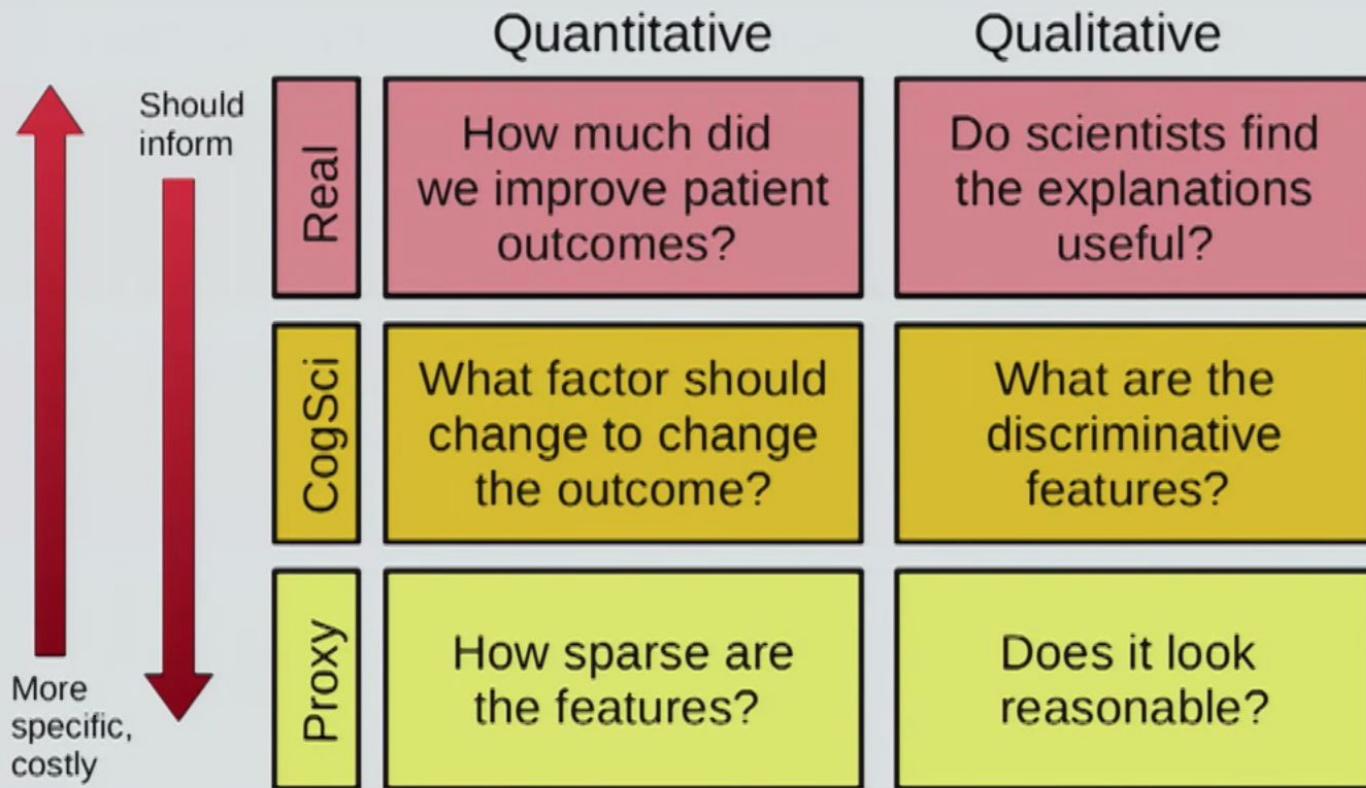 Quantitative
Qualitative
Should
inform
More
specific,
costly
Real
How much did
we improve patient
outcomes?
Do scientists find
the explanations
useful?
CogSci
What factor should
change to change
the outcome?
What are the
discriminative
features?
Proxy
How sparse are
the features?
Does it look
reasonable?